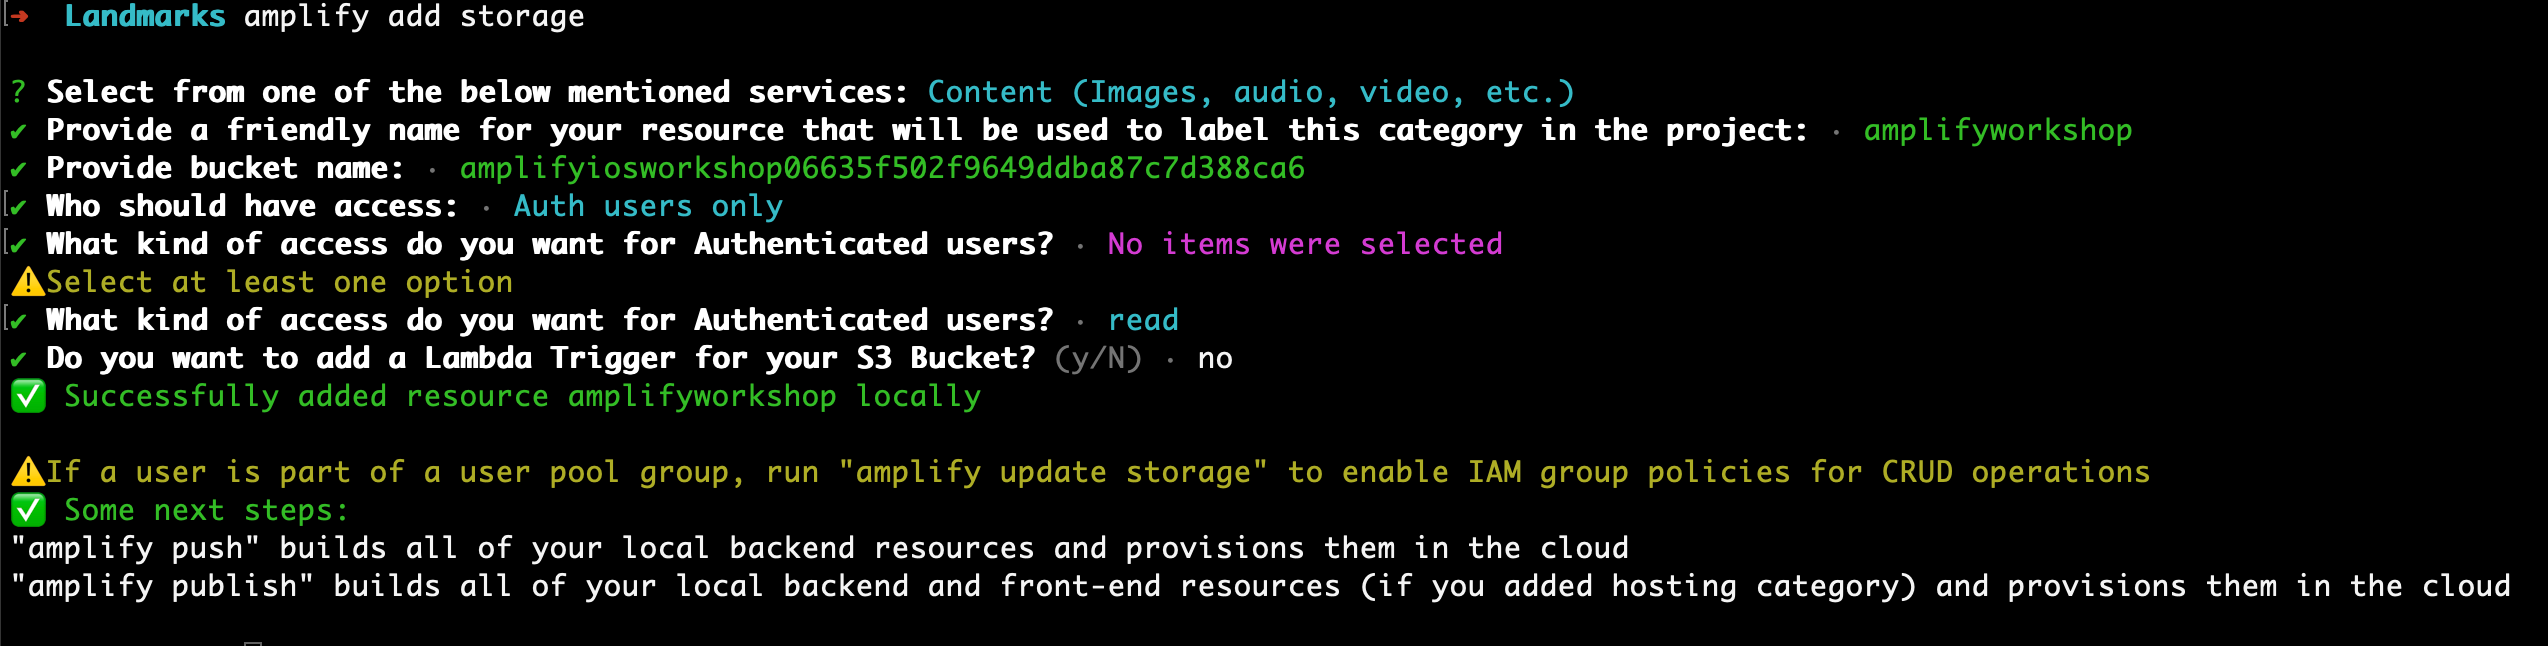 ➜ Landmarks amplify add storage
? Select from one of the below mentioned services: Content (Images, audio, video, etc.)
✔ Provide a friendly name for your resource that will be used to label this category in the project: · amplifyworkshop
✔ Provide bucket name: · amplifyiosworkshop06635f502f9649ddba87c7d388ca6
✔ Who should have access: · Auth users only
✔ What kind of access do you want for Authenticated users? · No items were selected
⚠️Select at least one option
✔ What kind of access do you want for Authenticated users? · read
✔ Do you want to add a Lambda Trigger for your S3 Bucket? (y/N) · no
✅ Successfully added resource amplifyworkshop locally
⚠️If a user is part of a user pool group, run "amplify update storage" to enable IAM group policies for CRUD operations
✅ Some next steps:
"amplify push" builds all of your local backend resources and provisions them in the cloud
"amplify publish" builds all of your local backend and front-end resources (if you added hosting category) and provisions them in the cloud